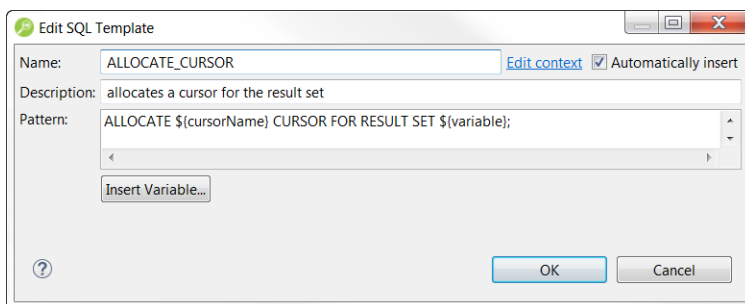 Edit SQL Template
Name: ALLOCATE_CURSOR Edit context Automatically insert
Description: allocates a cursor for the result set
Pattern: ALLOCATE ${cursorName} CURSOR FOR RESULT SET ${variable};
Insert Variable...
? OK Cancel